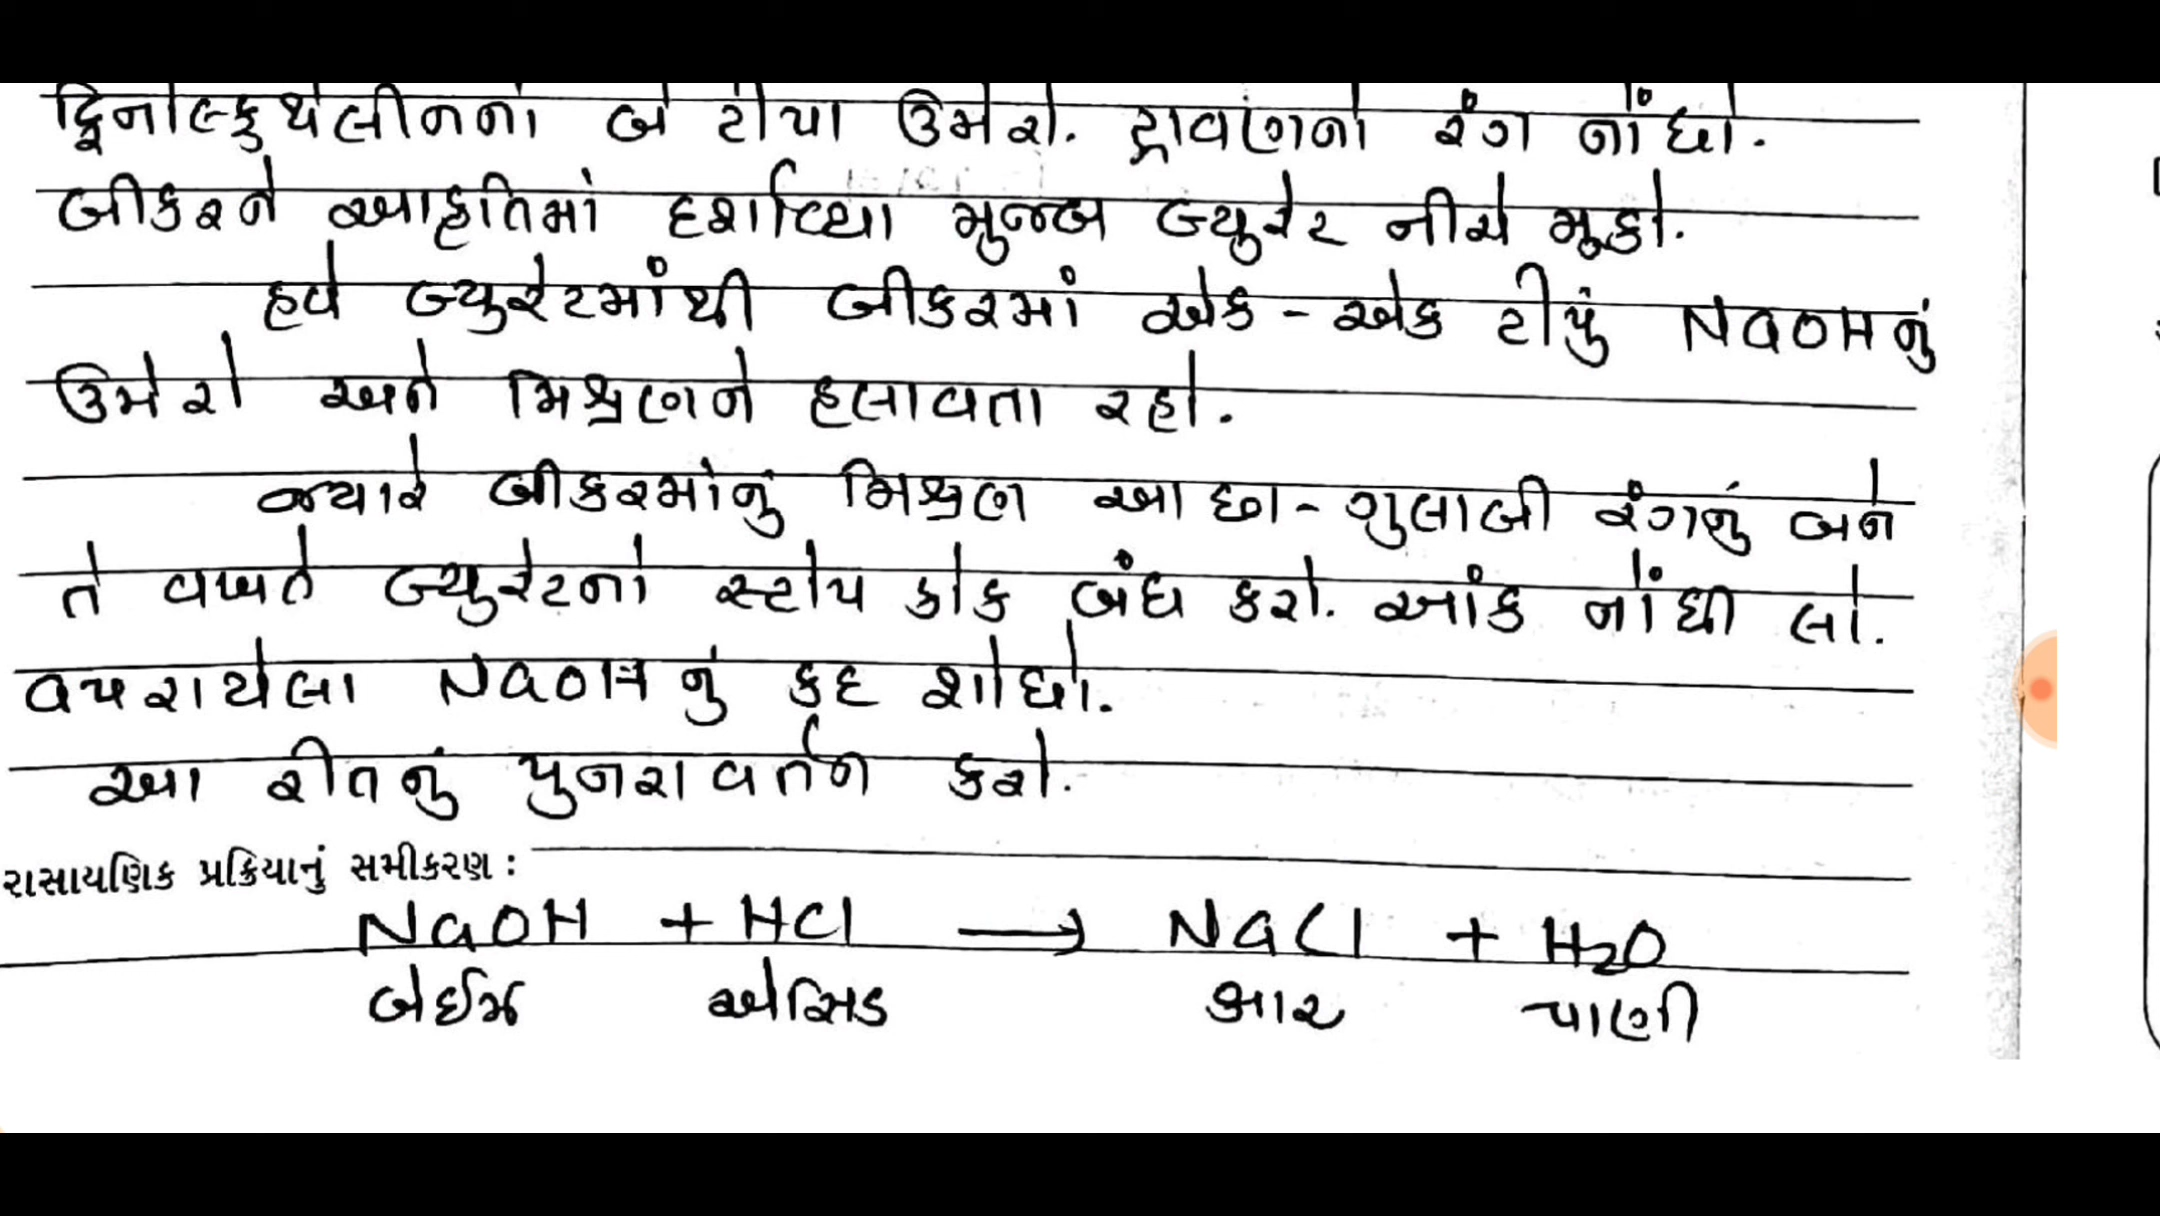 ફિનોલ્ફથેલીનનાં બે ટીપા ઉમેરો. દ્રાવણનો રંગ નોંધો.
બીકરને આકૃતિમાં દર્શાવ્યા મુજબ બ્યુરેટ નીચે મુકો.
હવે બ્યુરેટમાંથી બીકરમાં એક - એક ટીપું NaOH નું
ઉમેરો અને મિશ્રણને હલાવતા રહો.
જ્યારે બીકરમાંનું મિશ્રણ આછા - ગુલાબી રંગનું બને
તે વખતે બ્યુરેટનો સ્ટોપ કોક બંધ કરો. આંક નોંધી લો.
વપરાયેલા NaOH નું કદ શોધો.
આ રીતનું પુનરાવર્તન કરો.
રાસાયણિક પ્રક્રિયાનું સમીકરણ :
NaOH + HCl → NaCl + H₂O
બેઈઝ એસિડ ક્ષાર પાણી